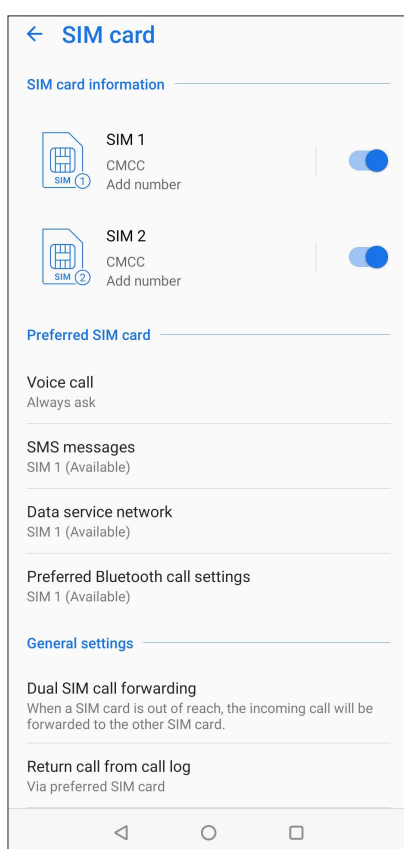 SIM card
SIM card information
SIM 1
CMCC
Add number
SIM 1
SIM 2
CMCC
Add number
SIM 2
Preferred SIM card
Voice call
Always ask
SMS messages
SIM 1 (Available)
Data service network
SIM 1 (Available)
Preferred Bluetooth call settings
SIM 1 (Available)
General settings
Dual SIM call forwarding
When a SIM card is out of reach, the incoming call will be
forwarded to the other SIM card.
Return call from call log
Via preferred SIM card